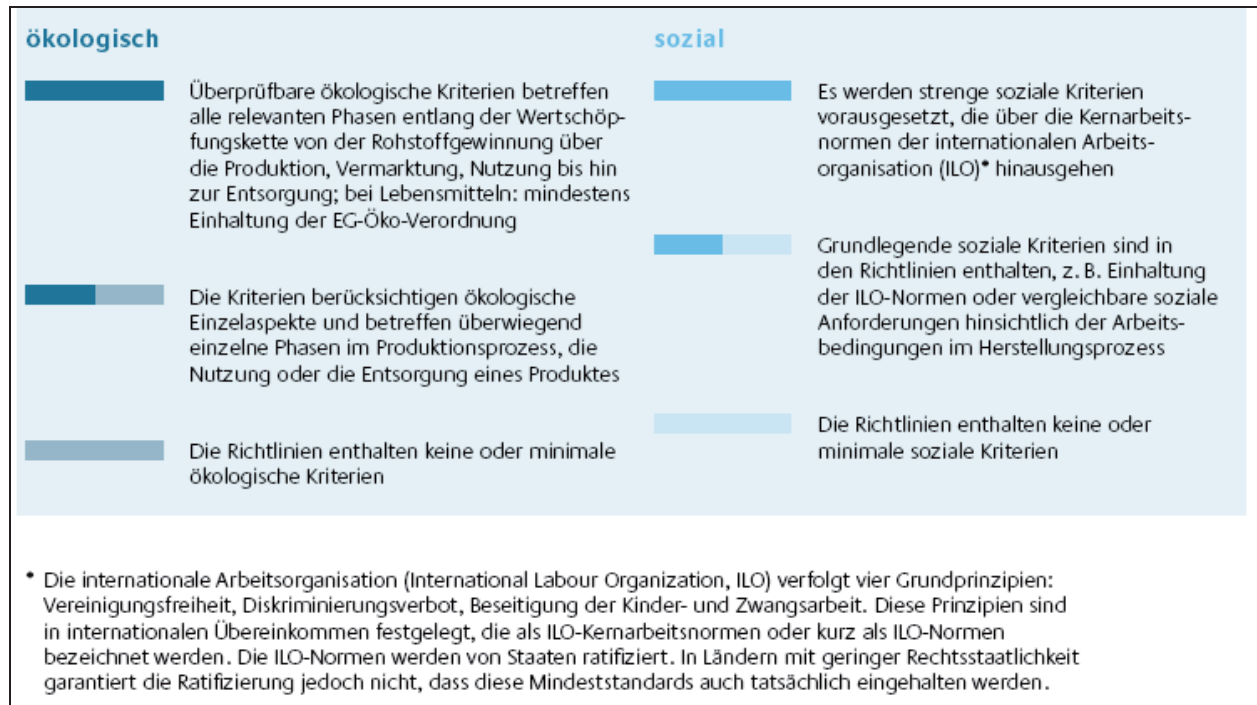 ökologisch
Überprüfbare ökologische Kriterien betreffen
alle relevanten Phasen entlang der Wertschöp-
fungskette von der Rohstoffgewinnung über
die Produktion, Vermarktung, Nutzung bis hin
zur Entsorgung; bei Lebensmitteln: mindestens
Einhaltung der EG-Öko-Verordnung
Die Kriterien berücksichtigen ökologische
Einzelaspekte und betreffen überwiegend
einzelne Phasen im Produktionsprozess, die
Nutzung oder die Entsorgung eines Produktes
Die Richtlinien enthalten keine oder minimale
ökologische Kriterien
sozial
Es werden strenge soziale Kriterien
vorausgesetzt, die über die Kernarbeits-
normen der internationalen Arbeits-
organisation (ILO)* hinausgehen
Grundlegende soziale Kriterien sind in
den Richtlinien enthalten, z. B. Einhaltung
der ILO-Normen oder vergleichbare soziale
Anforderungen hinsichtlich der Arbeits-
bedingungen im Herstellungsprozess
Die Richtlinien enthalten keine oder
minimale soziale Kriterien
* Die internationale Arbeitsorganisation (International Labour Organization, ILO) verfolgt vier Grundprinzipien:
Vereinigungsfreiheit, Diskriminierungsverbot, Beseitigung der Kinder- und Zwangsarbeit. Diese Prinzipien sind
in internationalen Übereinkommen festgelegt, die als ILO-Kernarbeitsnormen oder kurz als ILO-Normen
bezeichnet werden. Die ILO-Normen werden von Staaten ratifiziert. In Ländern mit geringer Rechtsstaatlichkeit
garantiert die Ratifizierung jedoch nicht, dass diese Mindeststandards auch tatsächlich eingehalten werden.